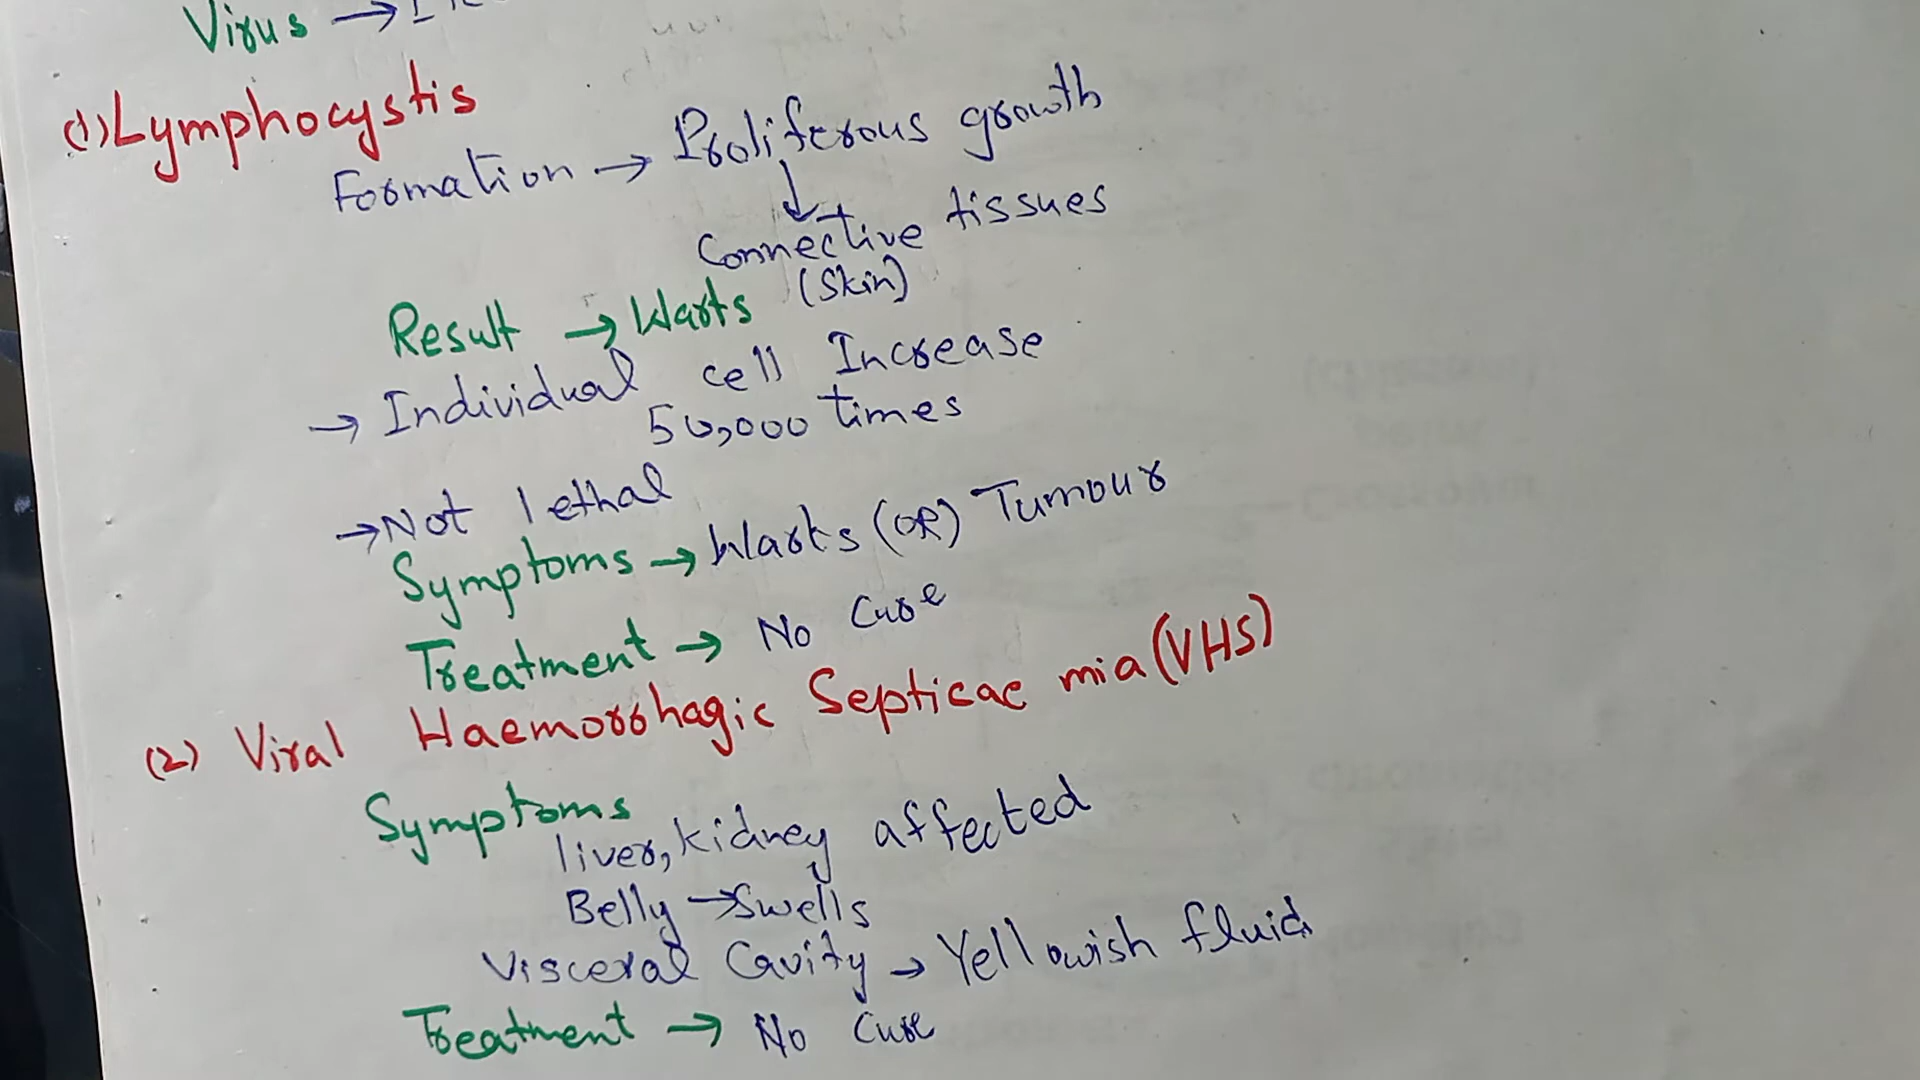 Virus →
(1) Lymphocystis
Formation → Proliferous growth
↓
Connective tissues
(Skin)
Result → Warts
→ Individual cell Increase
50,000 times
→ Not lethal
Symptoms → Warts (OR) Tumour
Treatment → No Cure
(2) Viral Haemorrhagic Septicae mia (VHS)
Symptoms
liver, kidney affected
Belly → Swells
Visceral Cavity → Yellowish fluid
Treatment → No Cure